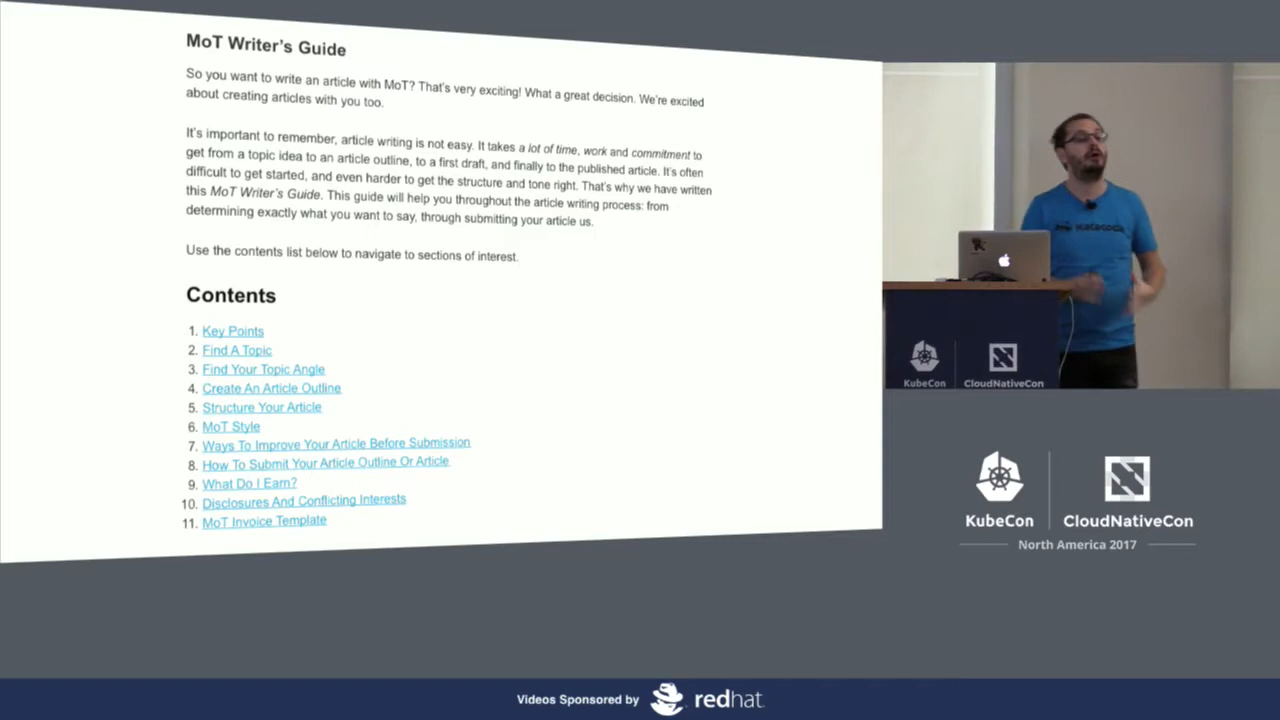 MoT Writer's Guide
So you want to write an article with MoT? That's very exciting! What a great decision. We're excited
about creating articles with you too.
It's important to remember, article writing is not easy. It takes a lot of time, work and commitment to
get from a topic idea to an article outline, to a first draft, and finally to the published article. It's often
difficult to get started, and even harder to get the structure and tone right. That's why we have written
this MoT Writer's Guide. This guide will help you throughout the article writing process: from
determining exactly what you want to say, through submitting your article us.
Use the contents list below to navigate to sections of interest.
Contents
1. Key Points
2. Find A Topic
3. Find Your Topic Angle
4. Create An Article Outline
5. Structure Your Article
6. MoT Style
7. Ways To Improve Your Article Before Submission
8. How To Submit Your Article Outline Or Article
9. What Do I Earn?
10. Disclosures And Conflicting Interests
11. MoT Invoice Template
KubeCon
CloudNativeCon
KubeCon
CloudNativeCon
North America 2017
Videos Sponsored by
redhat.